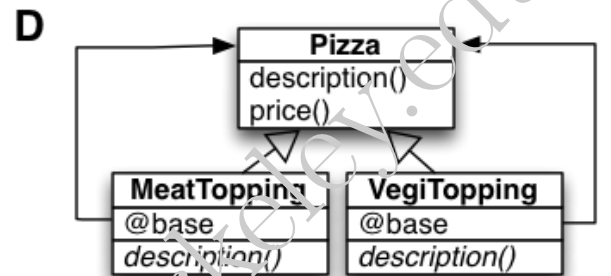 D
Pizza
description()
price()
MeatTopping
VegiTopping
@base
@base
description()
description()